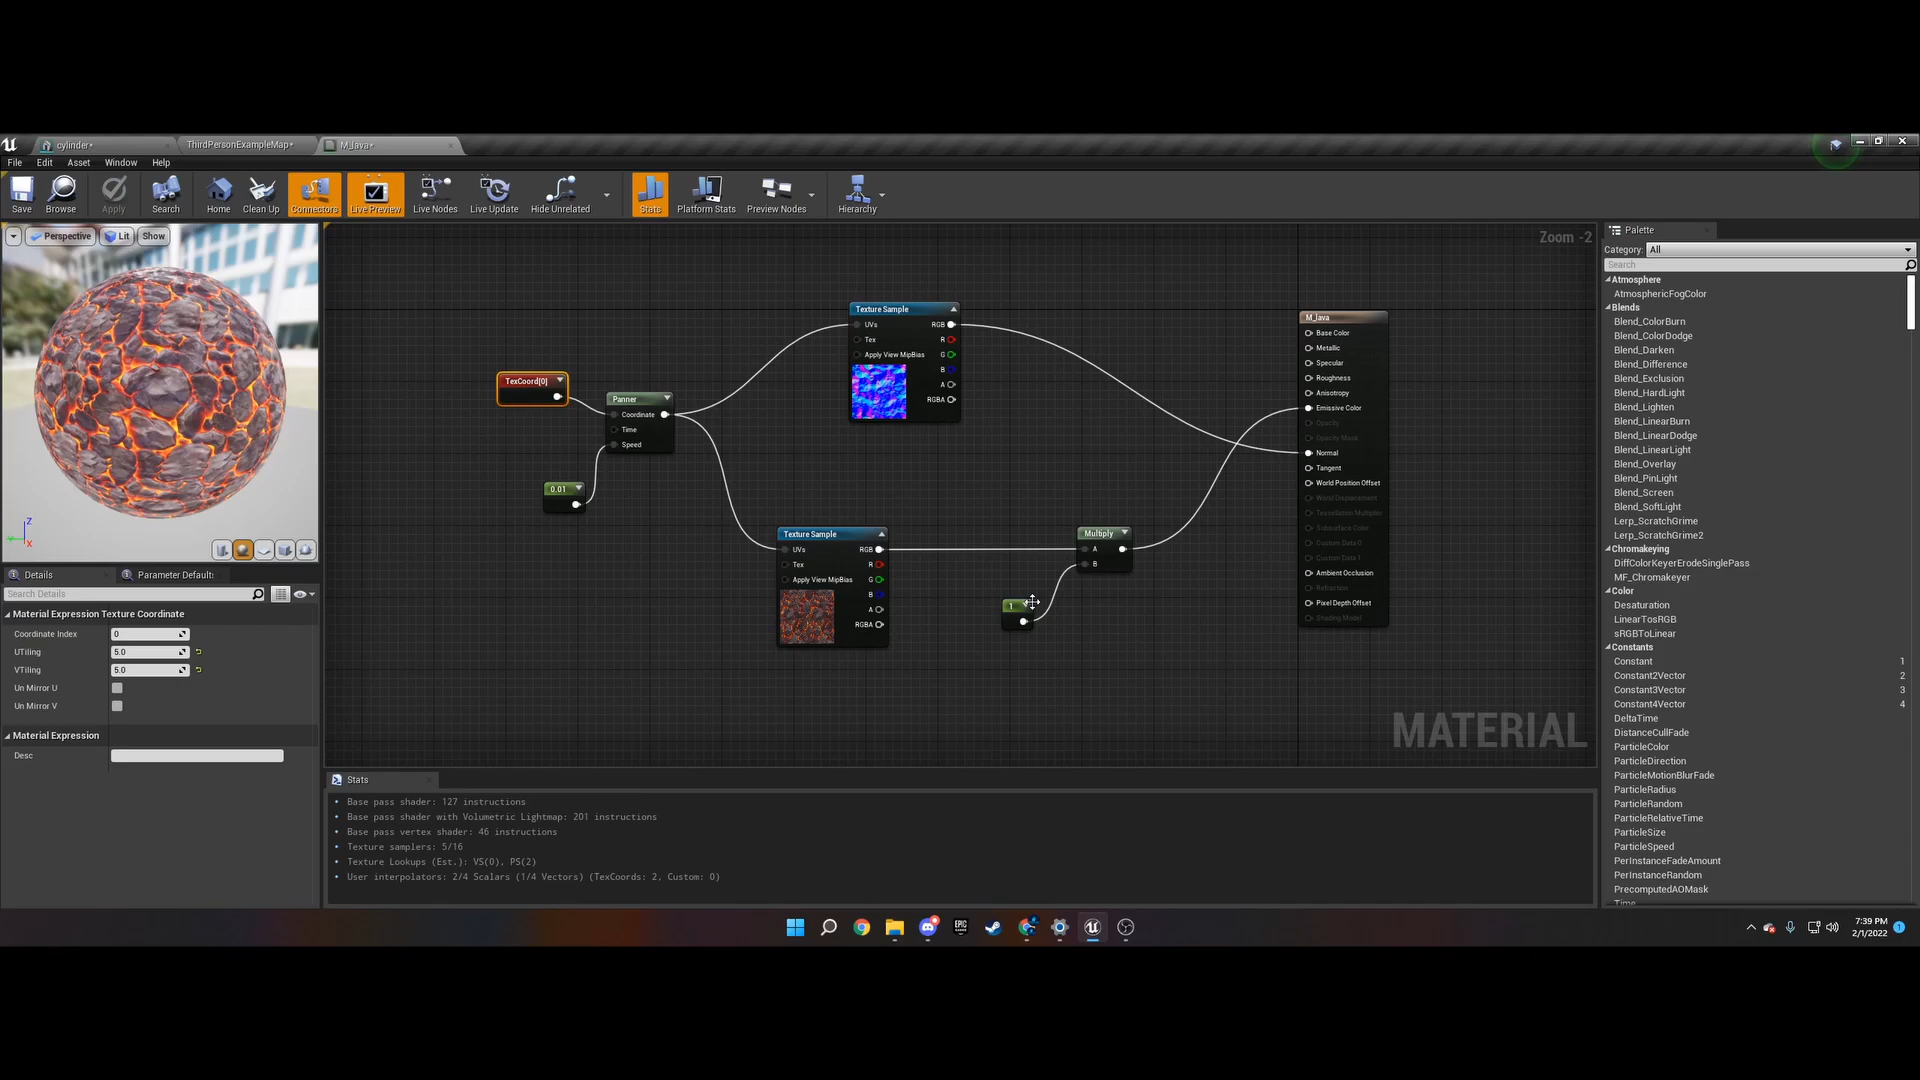 cylinder*
ThirdPersonExampleMap*
M_lava*
File Edit Asset Window Help
Save Browse Apply Search Home Clean Up Connectors Live Preview Live Nodes Live Update Hide Unrelated Stats Platform Stats Preview Nodes Hierarchy
Perspective Lit Show
Zoom -2
Z
X
TexCoord[0]
Panner
Coordinate
Time
Speed
0.01
Texture Sample
UVs RGB
Tex R
Apply View MipBias G
B
A
RGBA
Texture Sample
UVs RGB
Tex R
Apply View MipBias G
B
A
RGBA
Multiply
A
B
1
M_lava
Base Color
Metallic
Specular
Roughness
Anisotropy
Emissive Color
Opacity
Opacity Mask
Normal
Tangent
World Position Offset
World Displacement
Tessellation Multiplier
Subsurface Color
Custom Data 0
Custom Data 1
Ambient Occlusion
Refraction
Pixel Depth Offset
Shading Model
MATERIAL
Details
Parameter Default:
Search Details
Material Expression Texture Coordinate
Coordinate Index 0
UTiling 5.0
VTiling 5.0
Un Mirror U
Un Mirror V
Material Expression
Desc
Stats
Base pass shader: 127 instructions
Base pass shader with Volumetric Lightmap: 201 instructions
Base pass vertex shader: 46 instructions
Texture samplers: 5/16
Texture Lookups (Est.): VS(0), PS(2)
User interpolators: 2/4 Scalars (1/4 Vectors) (TexCoords: 2, Custom: 0)
Palette
Category: All
Search
Atmosphere
AtmosphericFogColor
Blends
Blend_ColorBurn
Blend_ColorDodge
Blend_Darken
Blend_Difference
Blend_Exclusion
Blend_HardLight
Blend_Lighten
Blend_LinearBurn
Blend_LinearDodge
Blend_LinearLight
Blend_Overlay
Blend_PinLight
Blend_Screen
Blend_SoftLight
Lerp_ScratchGrime
Lerp_ScratchGrime2
Chromakeying
DiffColorKeyerErodeSinglePass
MF_Chromakeyer
Color
Desaturation
LinearTosRGB
sRGBToLinear
Constants
Constant 1
Constant2Vector 2
Constant3Vector 3
Constant4Vector 4
DeltaTime
DistanceCullFade
ParticleColor
ParticleDirection
ParticleMotionBlurFade
ParticleRadius
ParticleRandom
ParticleRelativeTime
ParticleSize
ParticleSpeed
PerInstanceFadeAmount
PerInstanceRandom
PrecomputedAOMask
Time
EPIC
7:39 PM
2/1/2022
1